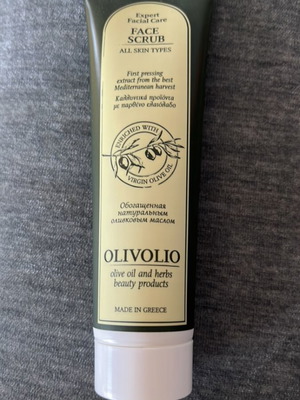 Expert
Facial Care
FACE
SCRUB
ALL SKIN TYPES
First pressing
extract from the best
Mediterranean harvest
Καλλυντικά προϊόντα
με παρθένο ελαιόλαδο
ENRICHED WITH
VIRGIN OLIVE OIL
Обогащенная
натуральным
оливковым маслом
OLIVOLIO
olive oil and herbs
beauty products
MADE IN GREECE